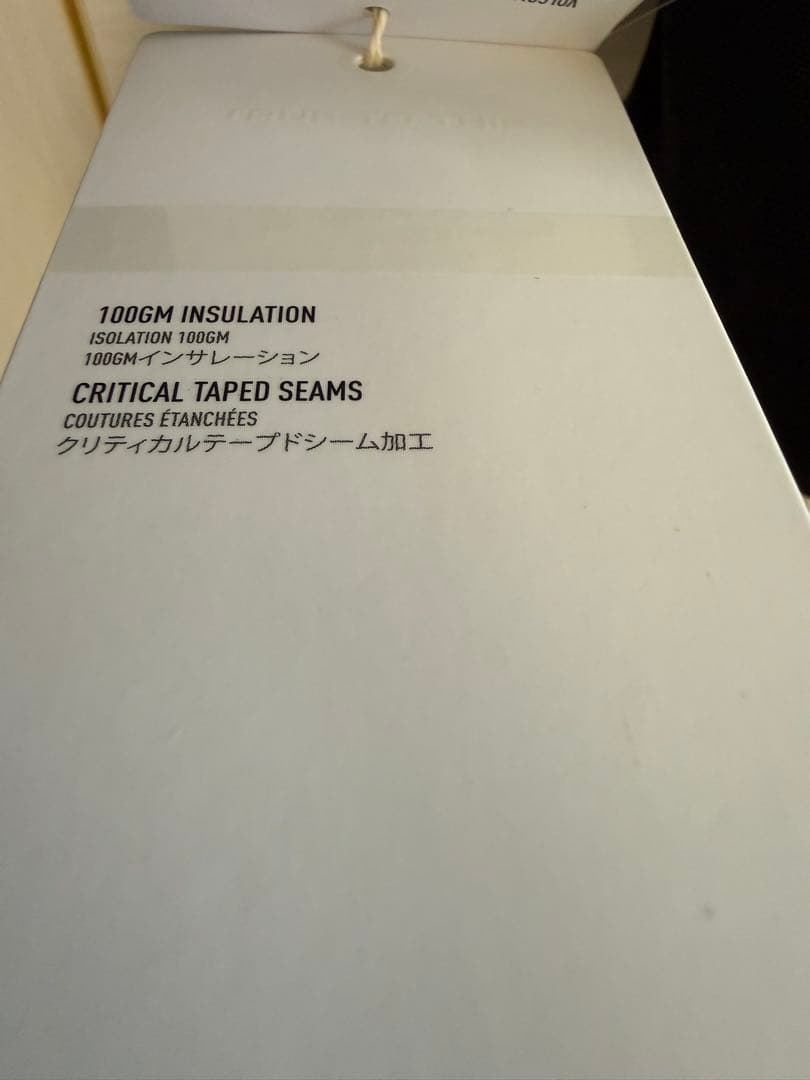 100GM INSULATION
ISOLATION 100GM
100GMインサレーション
CRITICAL TAPED SEAMS
COUTURES ÉTANCHÉES
クリティカルテープドシーム加工